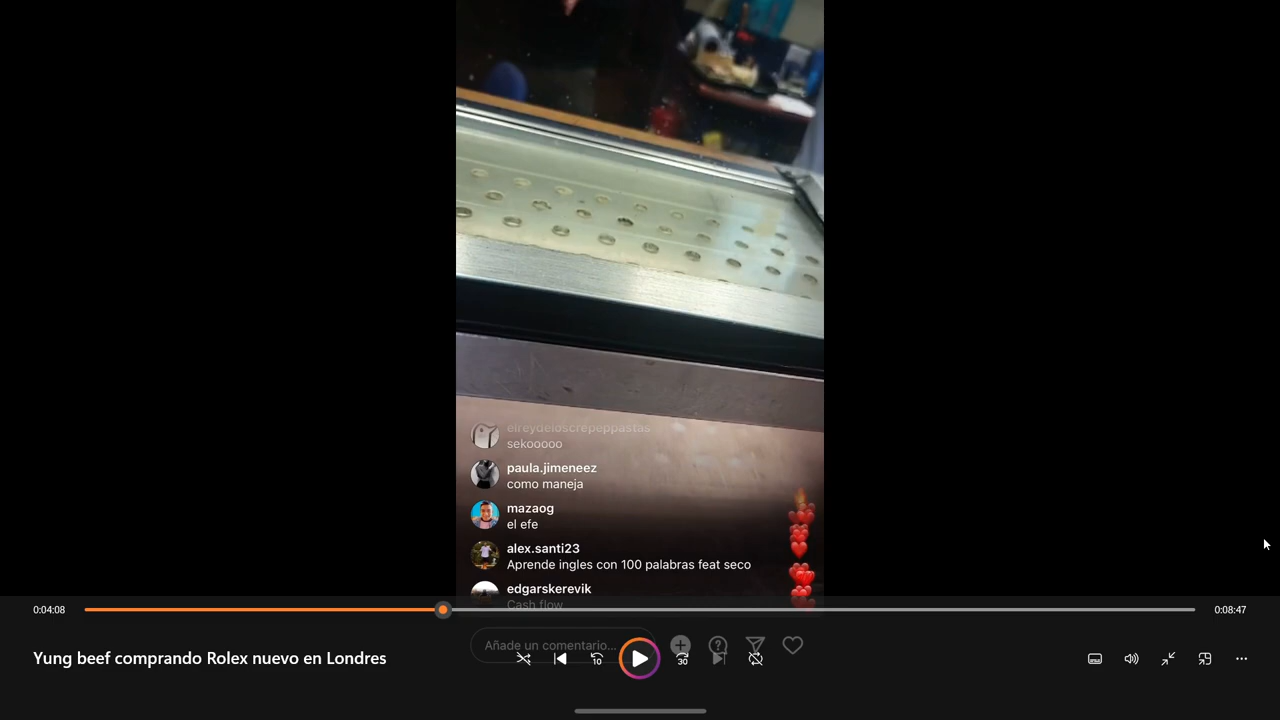 elreydeloscrepeppastas
sekooooo
paula.jimeneez
como maneja
mazaog
el efe
alex.santi23
Aprende ingles con 100 palabras feat seco
edgarskerevik
Cash flow
0:04:08
0:08:47
Añade un comentario...
10
30
Yung beef comprando Rolex nuevo en Londres